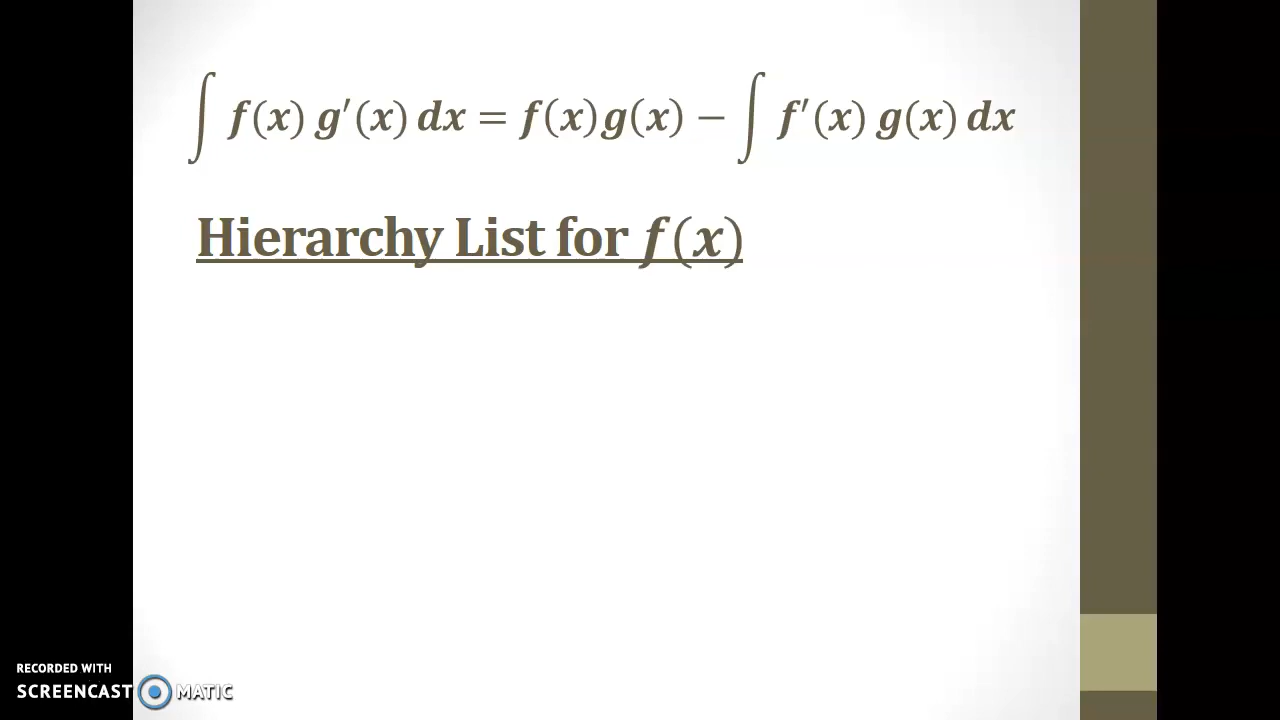 ∫ f(x) g′(x) dx = f(x)g(x) − ∫ f′(x) g(x) dx
Hierarchy List for f(x)
RECORDED WITH
SCREENCAST MATIC